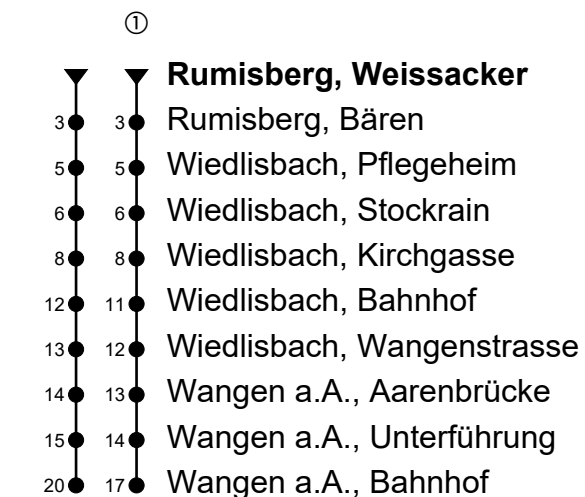 ①
Rumisberg, Weissacker
3 3 Rumisberg, Bären
5 5 Wiedlisbach, Pflegeheim
6 6 Wiedlisbach, Stockrain
8 8 Wiedlisbach, Kirchgasse
12 11 Wiedlisbach, Bahnhof
13 12 Wiedlisbach, Wangenstrasse
14 13 Wangen a.A., Aarenbrücke
15 14 Wangen a.A., Unterführung
20 17 Wangen a.A., Bahnhof